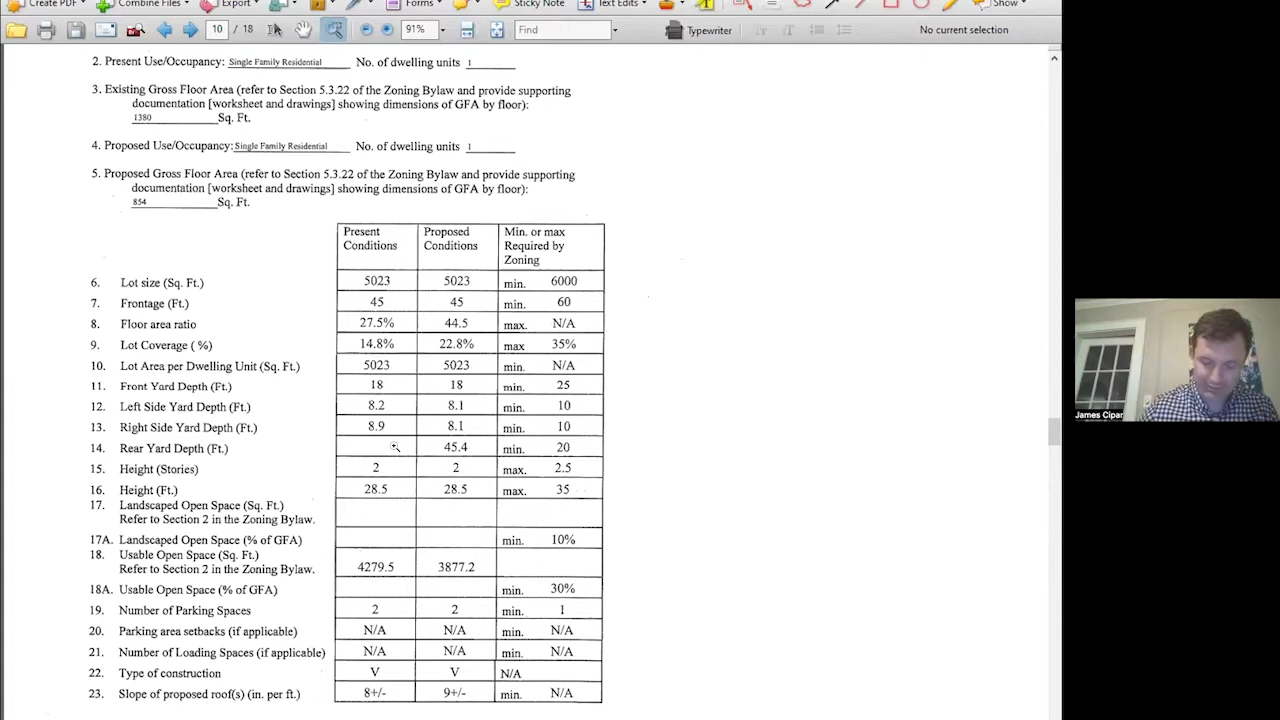 Create PDF Combine Files Export Forms Sticky Note Text Edits Show
10 / 18 91% Find Typewriter No current selection
2. Present Use/Occupancy: Single Family Residential No. of dwelling units 1
3. Existing Gross Floor Area (refer to Section 5.3.22 of the Zoning Bylaw and provide supporting
documentation [worksheet and drawings] showing dimensions of GFA by floor):
1380 Sq. Ft.
4. Proposed Use/Occupancy: Single Family Residential No. of dwelling units 1
5. Proposed Gross Floor Area (refer to Section 5.3.22 of the Zoning Bylaw and provide supporting
documentation [worksheet and drawings] showing dimensions of GFA by floor):
854 Sq. Ft.
Present Proposed Min. or max
Conditions Conditions Required by
Zoning
6. Lot size (Sq. Ft.) 5023 5023 min. 6000
7. Frontage (Ft.) 45 45 min. 60
8. Floor area ratio 27.5% 44.5 max. N/A
9. Lot Coverage ( %) 14.8% 22.8% max 35%
10. Lot Area per Dwelling Unit (Sq. Ft.) 5023 5023 min. N/A
11. Front Yard Depth (Ft.) 18 18 min. 25
12. Left Side Yard Depth (Ft.) 8.2 8.1 min. 10
13. Right Side Yard Depth (Ft.) 8.9 8.1 min. 10
14. Rear Yard Depth (Ft.) 45.4 min. 20
15. Height (Stories) 2 2 max. 2.5
16. Height (Ft.) 28.5 28.5 max. 35
17. Landscaped Open Space (Sq. Ft.)
Refer to Section 2 in the Zoning Bylaw.
17A. Landscaped Open Space (% of GFA) min. 10%
18. Usable Open Space (Sq. Ft.)
Refer to Section 2 in the Zoning Bylaw. 4279.5 3877.2
18A. Usable Open Space (% of GFA) min. 30%
19. Number of Parking Spaces 2 2 min. 1
20. Parking area setbacks (if applicable) N/A N/A min. N/A
21. Number of Loading Spaces (if applicable) N/A N/A min. N/A
22. Type of construction V V N/A
23. Slope of proposed roof(s) (in. per ft.) 8+/- 9+/- min. N/A
James Cipar